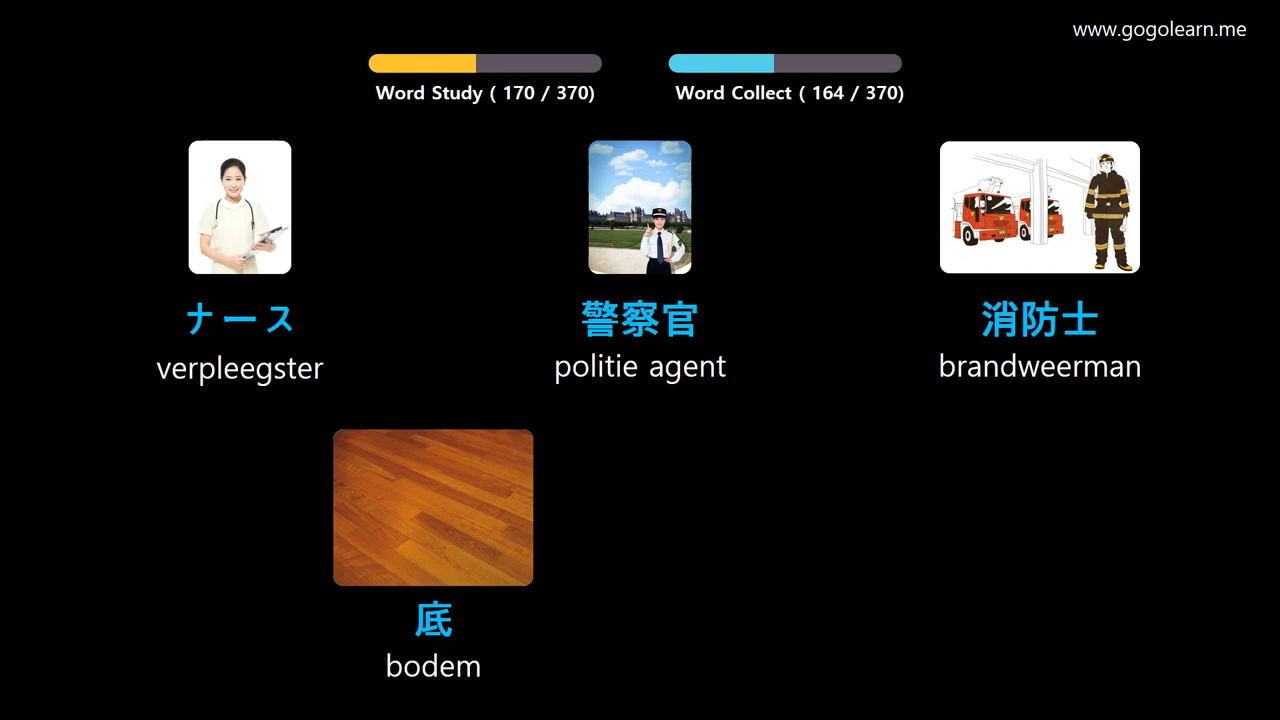 www.gogolearn.me
Word Study ( 170 / 370)
Word Collect ( 164 / 370)
ナース
警察官
消防士
verpleegster
politie agent
brandweerman
底
bodem